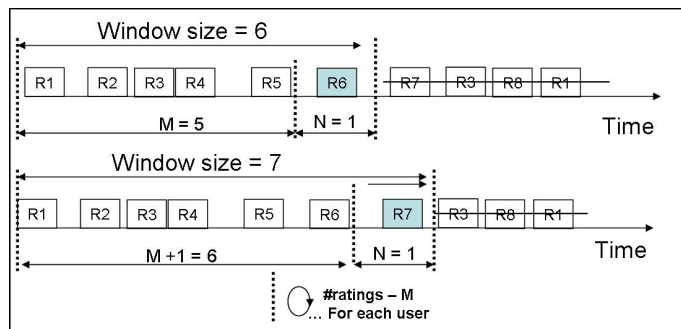 Window size = 6
R1 R2 R3 R4 R5 R6 R7 R3 R8 R1
M = 5 N = 1
Time
Window size = 7
R1 R2 R3 R4 R5 R6 R7 R3 R8 R1
M +1= 6 N = 1
Time
#ratings – M
... For each user